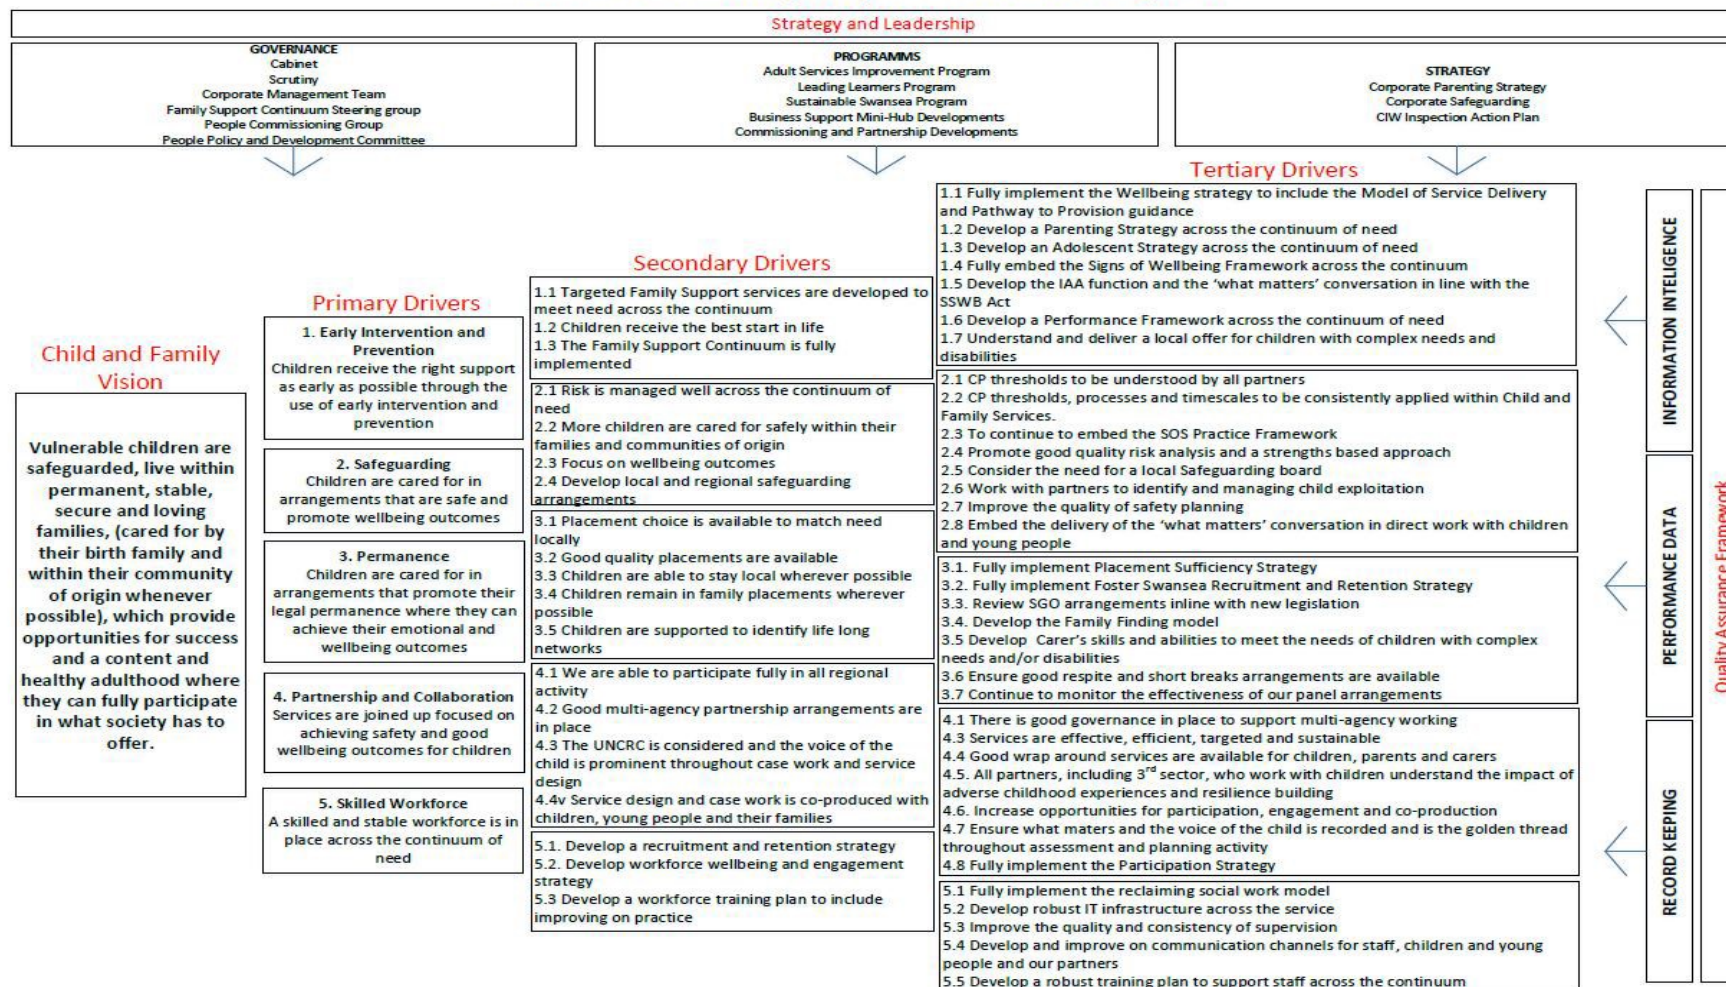 Strategy and Leadership
GOVERNANCE
Cabinet
Scrutiny
Corporate Management Team
Family Support Continuum Steering group
People Commissioning Group
People Policy and Development Committee
PROGRAMMS
Adult Services Improvement Program
Leading Learners Program
Sustainable Swansea Program
Business Support Mini-Hub Developments
Commissioning and Partnership Developments
STRATEGY
Corporate Parenting Strategy
Corporate Safeguarding
CIW Inspection Action Plan
Child and Family
Vision
Vulnerable children are
safeguarded, live within
permanent, stable,
secure and loving
families, (cared for by
their birth family and
within their community
of origin whenever
possible), which provide
opportunities for success
and a content and
healthy adulthood where
they can fully participate
in what society has to
offer.
Primary Drivers
1. Early Intervention and
Prevention
Children receive the right support
as early as possible through the
use of early intervention and
prevention
2. Safeguarding
Children are cared for in
arrangements that are safe and
promote wellbeing outcomes
3. Permanence
Children are cared for in
arrangements that promote their
legal permanence where they can
achieve their emotional and
wellbeing outcomes
4. Partnership and Collaboration
Services are joined up focused on
achieving safety and good
wellbeing outcomes for children
5. Skilled Workforce
A skilled and stable workforce is in
place across the continuum of
need
Secondary Drivers
1.1 Targeted Family Support services are developed to
meet need across the continuum
1.2 Children receive the best start in life
1.3 The Family Support Continuum is fully
implemented
2.1 Risk is managed well across the continuum of
need
2.2 More children are cared for safely within their
families and communities of origin
2.3 Focus on wellbeing outcomes
2.4 Develop local and regional safeguarding
arrangements
3.1 Placement choice is available to match need
locally
3.2 Good quality placements are available
3.3 Children are able to stay local wherever possible
3.4 Children remain in family placements wherever
possible
3.5 Children are supported to identify life long
networks
4.1 We are able to participate fully in all regional
activity
4.2 Good multi-agency partnership arrangements are
in place
4.3 The UNCRC is considered and the voice of the
child is prominent throughout case work and service
design
4.4v Service design and case work is co-produced with
children, young people and their families
5.1. Develop a recruitment and retention strategy
5.2. Develop workforce wellbeing and engagement
strategy
5.3 Develop a workforce training plan to include
improving on practice
Tertiary Drivers
1.1 Fully implement the Wellbeing strategy to include the Model of Service Delivery
and Pathway to Provision guidance
1.2 Develop a Parenting Strategy across the continuum of need
1.3 Develop an Adolescent Strategy across the continuum of need
1.4 Fully embed the Signs of Wellbeing Framework across the continuum
1.5 Develop the IAA function and the ‘what matters’ conversation in line with the
SSWB Act
1.6 Develop a Performance Framework across the continuum of need
1.7 Understand and deliver a local offer for children with complex needs and
disabilities
2.1 CP thresholds to be understood by all partners
2.2 CP thresholds, processes and timescales to be consistently applied within Child and
Family Services.
2.3 To continue to embed the SOS Practice Framework
2.4 Promote good quality risk analysis and a strengths based approach
2.5 Consider the need for a local Safeguarding board
2.6 Work with partners to identify and managing child exploitation
2.7 Improve the quality of safety planning
2.8 Embed the delivery of the ‘what matters’ conversation in direct work with children
and young people
3.1. Fully implement Placement Sufficiency Strategy
3.2. Fully implement Foster Swansea Recruitment and Retention Strategy
3.3. Review SGO arrangements inline with new legislation
3.4. Develop the Family Finding model
3.5 Develop Carer’s skills and abilities to meet the needs of children with complex
needs and/or disabilities
3.6 Ensure good respite and short breaks arrangements are available
3.7 Continue to monitor the effectiveness of our panel arrangements
4.1 There is good governance in place to support multi-agency working
4.3 Services are effective, efficient, targeted and sustainable
4.4 Good wrap around services are available for children, parents and carers
4.5. All partners, including 3rd sector, who work with children understand the impact of
adverse childhood experiences and resilience building
4.6. Increase opportunities for participation, engagement and co-production
4.7 Ensure what maters and the voice of the child is recorded and is the golden thread
throughout assessment and planning activity
4.8 Fully implement the Participation Strategy
5.1 Fully implement the reclaiming social work model
5.2 Develop robust IT infrastructure across the service
5.3 Improve the quality and consistency of supervision
5.4 Develop and improve on communication channels for staff, children and young
people and our partners
5.5 Develop a robust training plan to support staff across the continuum
INFORMATION INTELIGENCE
PERFORMANCE DATA
RECORD KEEPING
Quality Assurance Framework